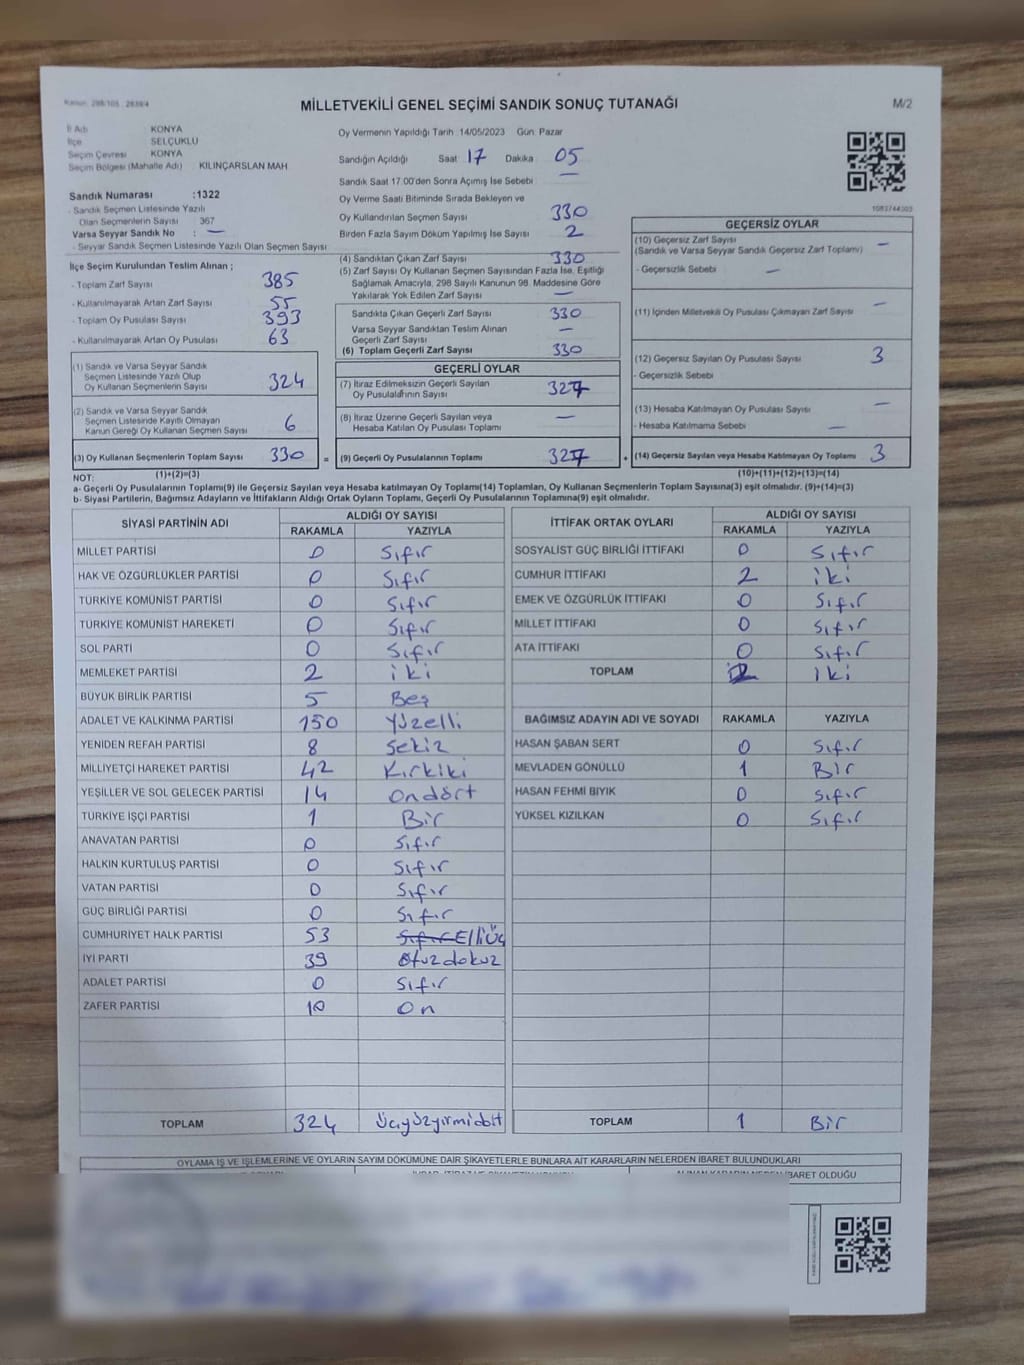 Kanun: 298/105 , 2839/4
MİLLETVEKİLİ GENEL SEÇİMİ SANDIK SONUÇ TUTANAĞI
M/2
İl Adı : KONYA
İlçe : SELÇUKLU
Seçim Çevresi : KONYA
Seçim Bölgesi (Mahalle Adı) : KILINÇARSLAN MAH
Sandık Numarası :1322
- Sandık Seçmen Listesinde Yazılı
Olan Seçmenlerin Sayısı : 367
Varsa Seyyar Sandık No : —
- Seyyar Sandık Seçmen Listesinde Yazılı Olan Seçmen Sayısı:
İlçe Seçim Kurulundan Teslim Alınan ;
- Toplam Zarf Sayısı 385
- Kullanılmayarak Artan Zarf Sayısı 55
- Toplam Oy Pusulası Sayısı 393
- Kullanılmayarak Artan Oy Pusulası 63
(1) Sandık ve Varsa Seyyar Sandık
Seçmen Listesinde Yazılı Olup
Oy Kullanan Seçmenlerin Sayısı 324
(2) Sandık ve Varsa Seyyar Sandık
Seçmen Listesinde Kayıtlı Olmayan
Kanun Gereği Oy Kullanan Seçmen Sayısı 6
(3) Oy Kullanan Seçmenlerin Toplam Sayısı 330 =
(1)+(2)=(3)
Oy Vermenin Yapıldığı Tarih :14/05/2023 Gün: Pazar
Sandığın Açıldığı Saat 17 Dakika 05
Sandık Saat 17:00'den Sonra Açımış İse Sebebi —
Oy Verme Saati Bitiminde Sırada Bekleyen ve
Oy Kullandırılan Seçmen Sayısı 330
Birden Fazla Sayım Döküm Yapılmış İse Sayısı 2
(4) Sandıktan Çıkan Zarf Sayısı 330
(5) Zarf Sayısı Oy Kullanan Seçmen Sayısından Fazla İse, Eşitliği
Sağlamak Amacıyla, 298 Sayılı Kanunun 98. Maddesine Göre
Yakılarak Yok Edilen Zarf Sayısı —
Sandıkta Çıkan Geçerli Zarf Sayısı 330
Varsa Seyyar Sandıktan Teslim Alınan
Geçerli Zarf Sayısı —
(6) Toplam Geçerli Zarf Sayısı 330
GEÇERLİ OYLAR
(7) İtiraz Edilmeksizin Geçerli Sayılan
Oy Pusulalarının Sayısı 327
(8) İtiraz Üzerine Geçerli Sayılan veya
Hesaba Katılan Oy Pusulası Toplamı —
(9) Geçerli Oy Pusulalarının Toplamı 327 +
1083744303
GEÇERSİZ OYLAR
(10) Geçersiz Zarf Sayısı —
(Sandık ve Varsa Seyyar Sandık Geçersiz Zarf Toplamı)
- Geçersizlik Sebebi —
(11) İçinden Milletvekili Oy Pusulası Çıkmayan Zarf Sayısı —
(12) Geçersiz Sayılan Oy Pusulası Sayısı 3
- Geçersizlik Sebebi
(13) Hesaba Katılmayan Oy Pusulası Sayısı —
- Hesaba Katılmama Sebebi —
(14) Geçersiz Sayılan veya Hesaba Katılmayan Oy Toplamı 3
(10)+(11)+(12)+(13)=(14)
NOT:
a- Geçerli Oy Pusulalarının Toplamı(9) ile Geçersiz Sayılan veya Hesaba katılmayan Oy Toplamı(14) Toplamları, Oy Kullanan Seçmenlerin Toplam Sayısına(3) eşit olmalıdır. (9)+(14)=(3)
b- Siyasi Partilerin, Bağımsız Adayların ve İttifakların Aldığı Ortak Oyların Toplamı, Geçerli Oy Pusulalarının Toplamına(9) eşit olmalıdır.
SİYASİ PARTİNİN ADI ALDIĞI OY SAYISI
RAKAMLA YAZIYLA
MİLLET PARTİSİ 0 Sıfır
HAK VE ÖZGÜRLÜKLER PARTİSİ 0 Sıfır
TÜRKİYE KOMÜNİST PARTİSİ 0 Sıfır
TÜRKİYE KOMÜNİST HAREKETİ 0 Sıfır
SOL PARTİ 0 Sıfır
MEMLEKET PARTİSİ 2 iki
BÜYÜK BİRLİK PARTİSİ 5 Beş
ADALET VE KALKINMA PARTİSİ 150 Yüzelli
YENİDEN REFAH PARTİSİ 8 Sekiz
MİLLİYETÇİ HAREKET PARTİSİ 42 Kırkiki
YEŞİLLER VE SOL GELECEK PARTİSİ 14 Ondört
TÜRKİYE İŞÇİ PARTİSİ 1 Bir
ANAVATAN PARTİSİ 0 Sıfır
HALKIN KURTULUŞ PARTİSİ 0 Sıfır
VATAN PARTİSİ 0 Sıfır
GÜÇ BİRLİĞİ PARTİSİ 0 Sıfır
CUMHURİYET HALK PARTİSİ 53 Sıfır ElliÜç
İYİ PARTİ 39 Otuzdokuz
ADALET PARTİSİ 0 Sıfır
ZAFER PARTİSİ 10 On
TOPLAM 324
İTTİFAK ORTAK OYLARI ALDIĞI OY SAYISI
RAKAMLA YAZIYLA
SOSYALİST GÜÇ BİRLİĞİ İTTİFAKI 0 Sıfır
CUMHUR İTTİFAKI 2 iki
EMEK VE ÖZGÜRLÜK İTTİFAKI 0 Sıfır
MİLLET İTTİFAKI 0 Sıfır
ATA İTTİFAKI 0 Sıfır
TOPLAM 2 iki
BAĞIMSIZ ADAYIN ADI VE SOYADI RAKAMLA YAZIYLA
HASAN ŞABAN SERT 0 Sıfır
MEVLADEN GÖNÜLLÜ 1 Bir
HASAN FEHMİ BIYIK 0 Sıfır
YÜKSEL KIZILKAN 0 Sıfır
TOPLAM 1 Bir
OYLAMA İŞ VE İŞLEMLERİNE VE OYLARIN SAYIM DÖKÜMÜNE DAİR ŞİKAYETLERLE BUNLARA AİT KARARLARIN NELERDEN İBARET BULUNDUKLARI
ALINAN KARARIN NEDEN İBARET OLDUĞU